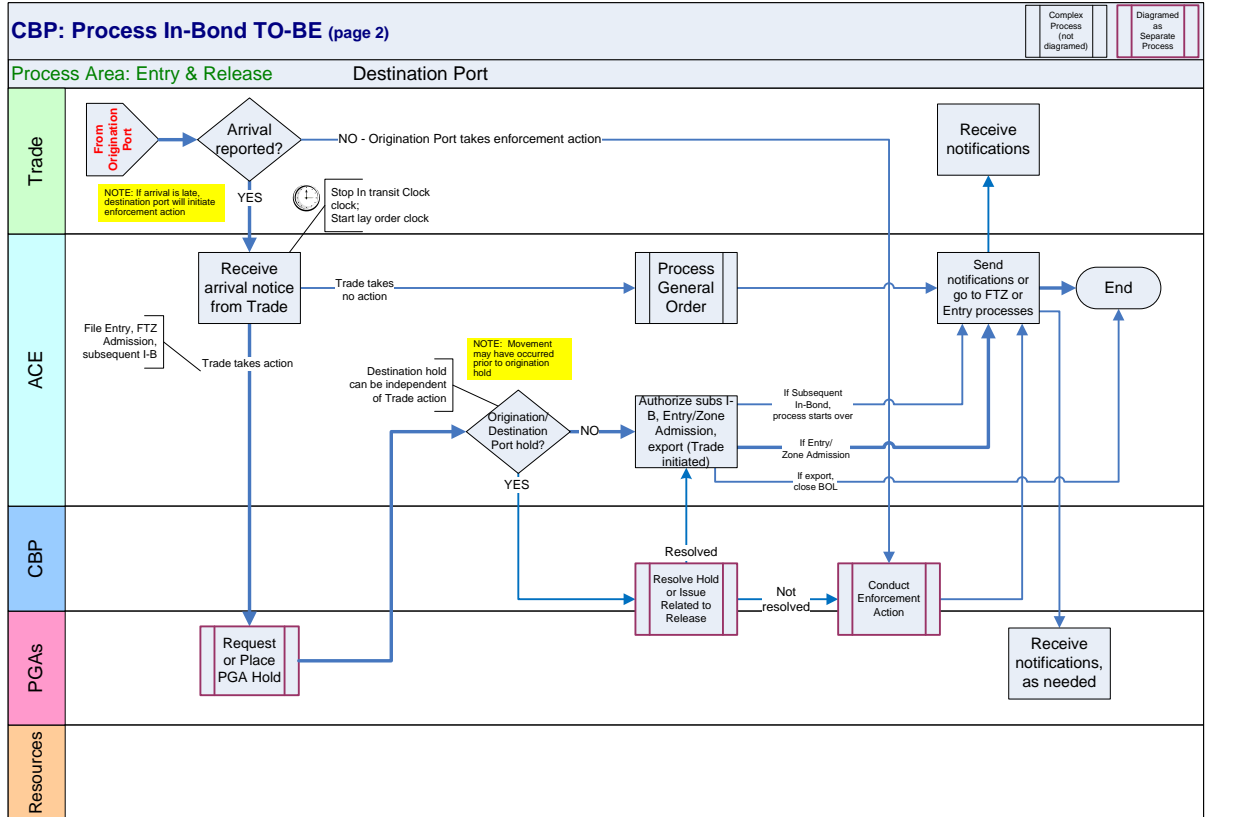 CBP: Process In-Bond TO-BE (page 2)
Complex
Process
(not
diagramed)
Diagramed
as
Separate
Process
Process Area: Entry & Release
Destination Port
Trade
From
Origination
Port
Arrival
reported?
NO - Origination Port takes enforcement action
Receive
notifications
NOTE: If arrival is late,
destination port will initiate
enforcement action
YES
Stop In transit Clock
clock;
Start lay order clock
ACE
Receive
arrival notice
from Trade
Trade takes
no action
Process
General
Order
Send
notifications or
go to FTZ or
Entry processes
End
File Entry, FTZ
Admission,
subsequent I-B
Trade takes action
NOTE:  Movement
may have occurred
prior to origination
hold
Destination hold
can be independent
of Trade action
Origination/
Destination
Port hold?
NO
Authorize subs I-
B, Entry/Zone
Admission,
export (Trade
initiated)
If Subsequent
In-Bond,
process starts over
If Entry/
Zone Admission
If export,
close BOL
YES
CBP
Resolved
Resolve Hold
or Issue
Related to
Release
Not
resolved
Conduct
Enforcement
Action
PGAs
Request
or Place
PGA Hold
Receive
notifications,
as needed
Resources